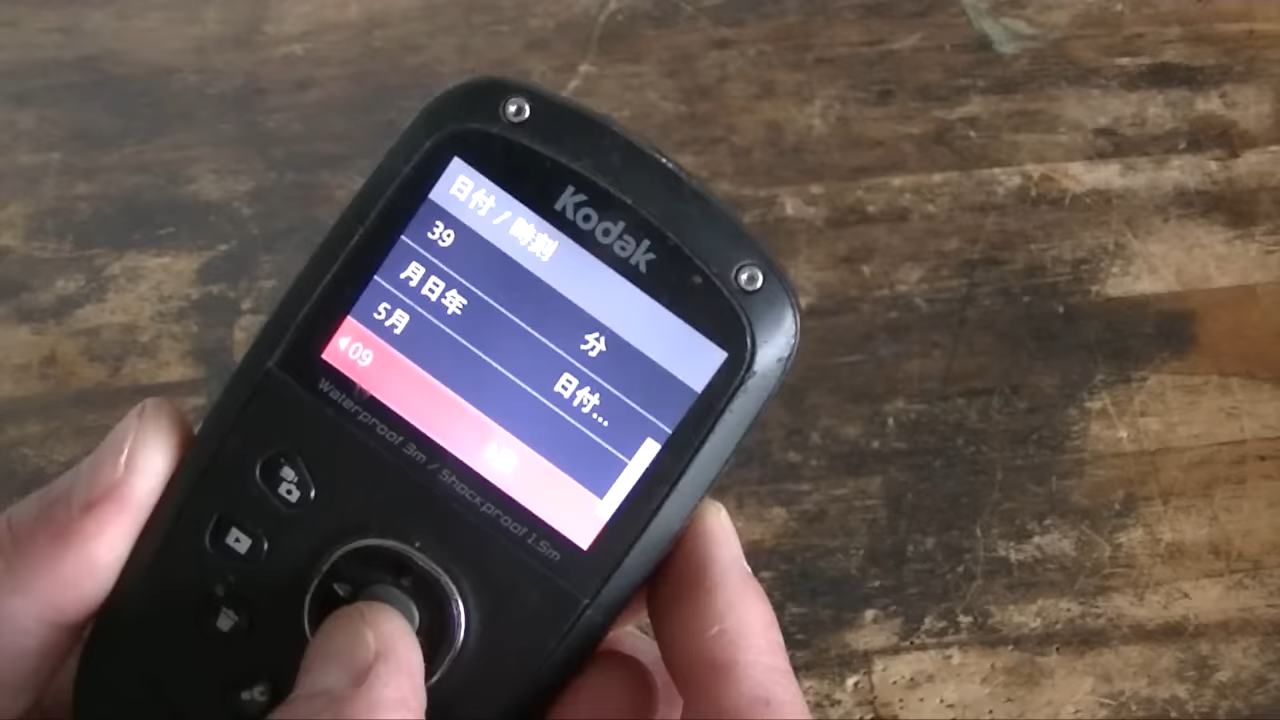 Kodak
日付 / 時刻
39 分
月日年 日付...
5月
◀09
Waterproof 3m / Shockproof 1.5m